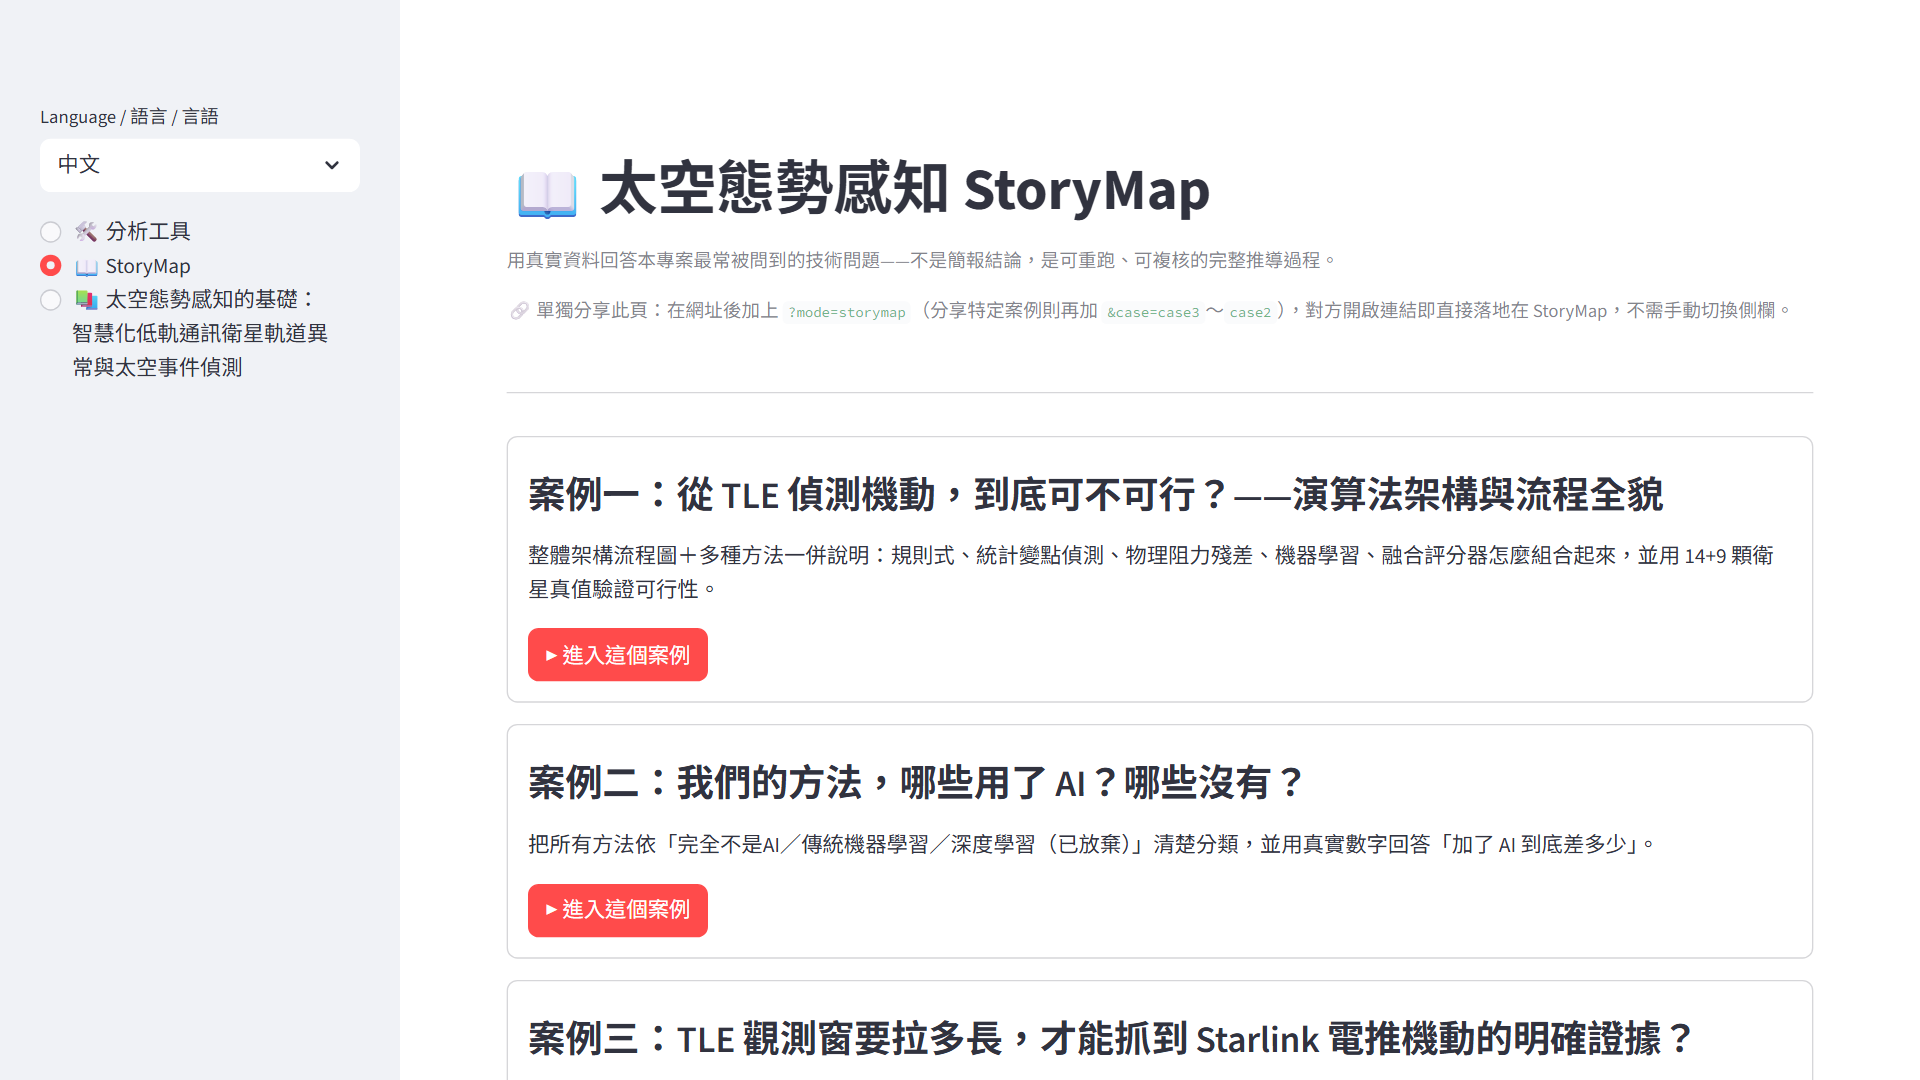 Language / 語言 / 言語
中文
🛠️ 分析工具
📖 StoryMap
📚 太空態勢感知的基礎：
智慧化低軌通訊衛星軌道異
常與太空事件偵測
📖 太空態勢感知 StoryMap
用真實資料回答本專案最常被問到的技術問題——不是簡報結論，是可重跑、可複核的完整推導過程。
🔗 單獨分享此頁：在網址後加上 ?mode=storymap （分享特定案例則再加 &case=case3 ～ case2 ），對方開啟連結即直接落地在 StoryMap，不需手動切換側欄。
案例一：從 TLE 偵測機動，到底可不可行？——演算法架構與流程全貌
整體架構流程圖＋多種方法一併說明：規則式、統計變點偵測、物理阻力殘差、機器學習、融合評分器怎麼組合起來，並用 14+9 顆衛
星真值驗證可行性。
▶ 進入這個案例
案例二：我們的方法，哪些用了 AI？哪些沒有？
把所有方法依「完全不是AI／傳統機器學習／深度學習（已放棄）」清楚分類，並用真實數字回答「加了 AI 到底差多少」。
▶ 進入這個案例
案例三：TLE 觀測窗要拉多長，才能抓到 Starlink 電推機動的明確證據？